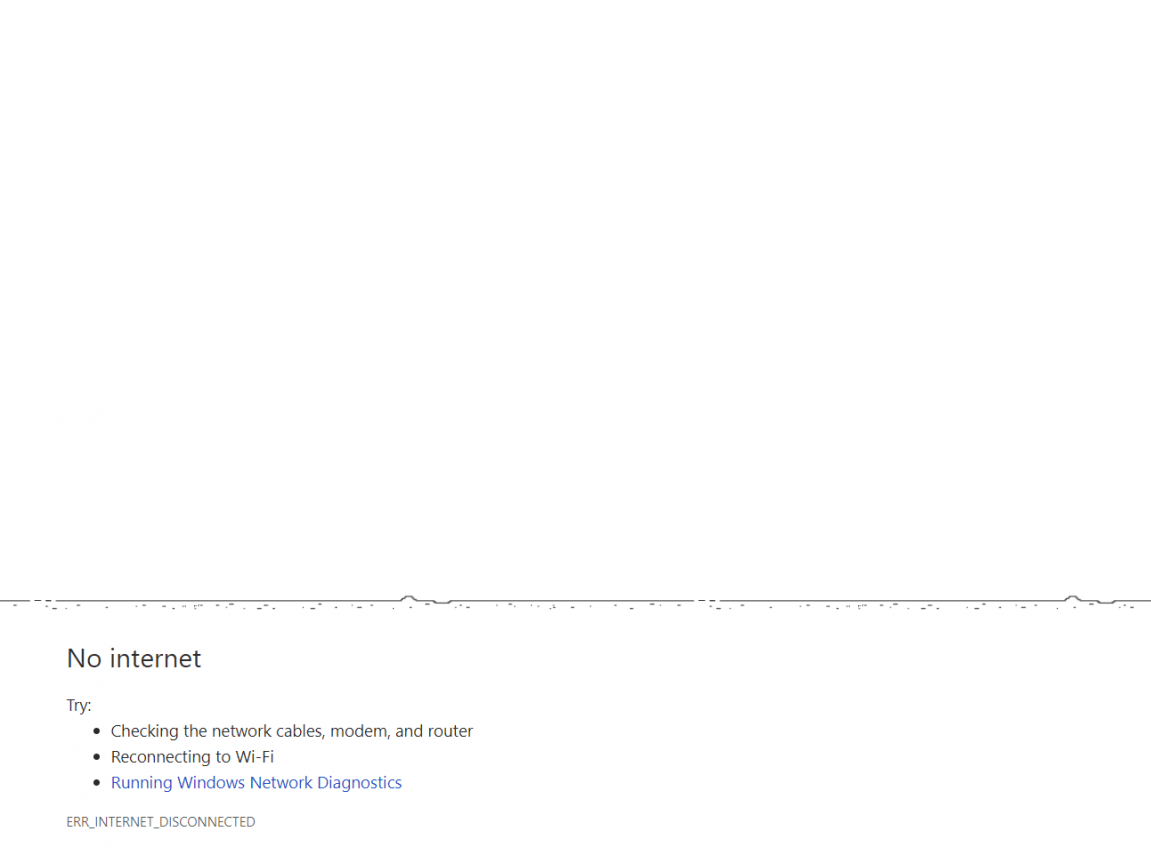 No internet
Try:
Checking the network cables, modem, and router
Reconnecting to Wi-Fi
Running Windows Network Diagnostics
ERR_INTERNET_DISCONNECTED